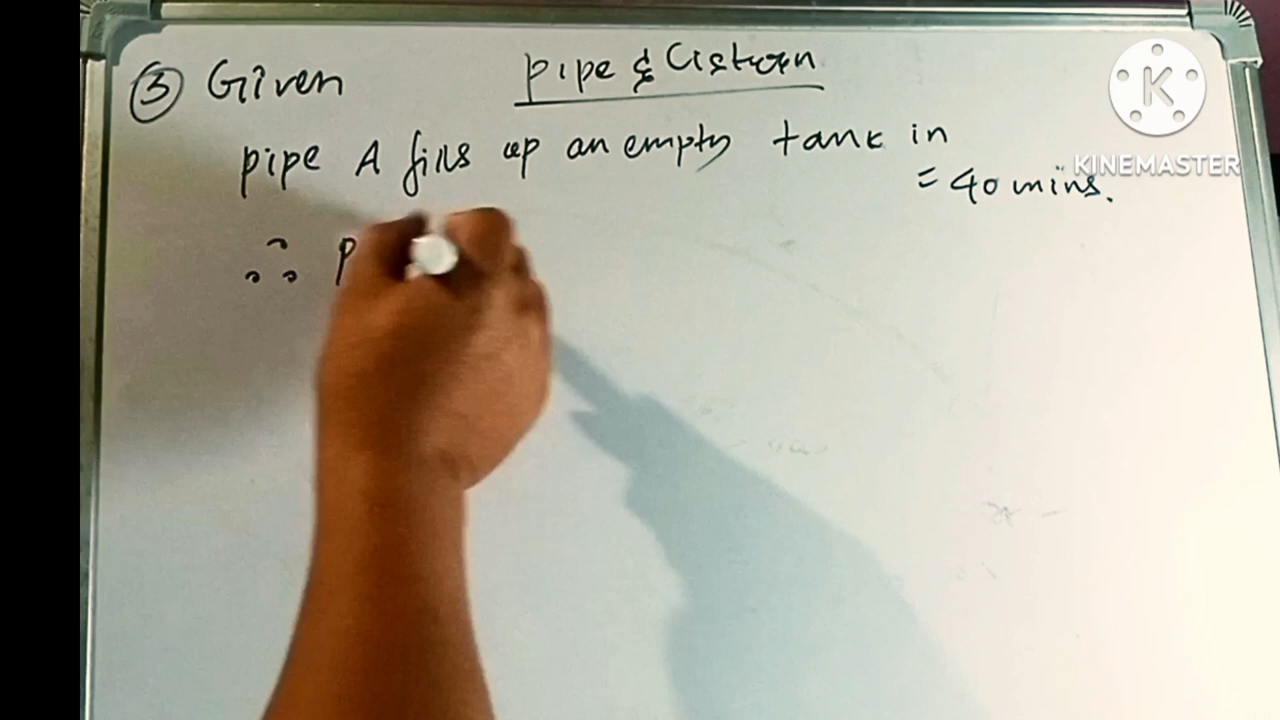 pipe & Cistern
③ Given
pipe A fills up an empty tank in
= 40 mins.
∴ P
K
KINEMASTER